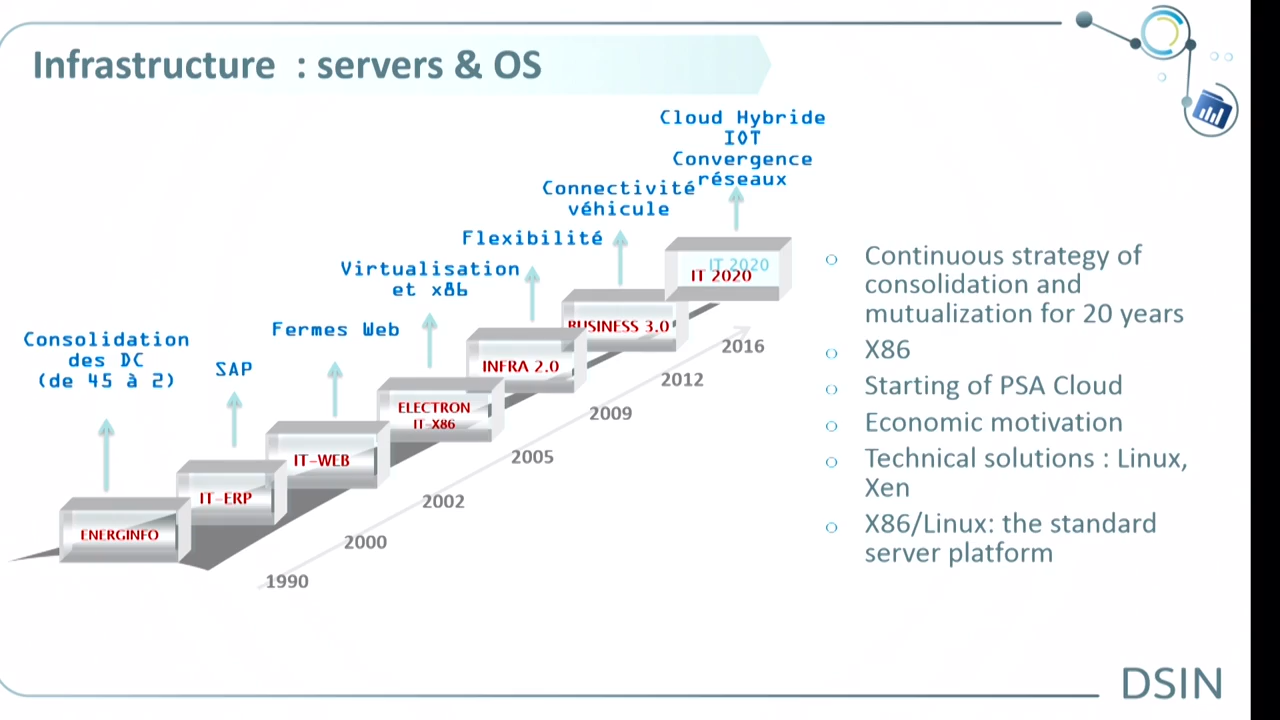 Infrastructure : servers & OS
Cloud Hybride
IOT
Convergence
réseaux
Connectivité
véhicule
Flexibilité
Virtualisation
et x86
Fermes Web
SAP
Consolidation
des DC
(de 45 à 2)
IT 2020
IT 2020
BUSINESS 3.0
INFRA 2.0
ELECTRON
IT-X86
IT-WEB
IT-ERP
ENERGINFO
2016
2012
2009
2005
2002
2000
1990
Continuous strategy of
consolidation and
mutualization for 20 years
X86
Starting of PSA Cloud
Economic motivation
Technical solutions : Linux,
Xen
X86/Linux: the standard
server platform
DSIN